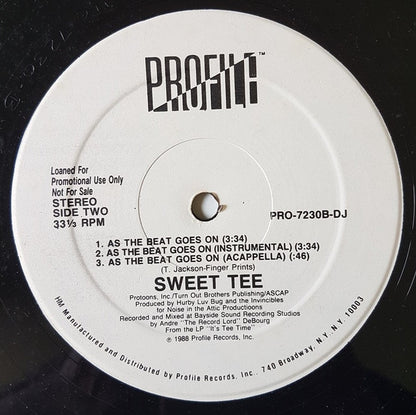 PROFILE™
Loaned For
Promotional Use Only
Not For Sale
STEREO
SIDE TWO
33⅓ RPM
PRO-7230B-DJ
1. AS THE BEAT GOES ON (3:34)
2. AS THE BEAT GOES ON (INSTRUMENTAL) (3:34)
3. AS THE BEAT GOES ON (ACAPPELLA) (:46)
(T. Jackson-Finger Prints)
SWEET TEE
Protoons, Inc./Turn Out Brothers Publishing/ASCAP
Produced by Hurby Luv Bug and the Invincibles
for Noise in the Attic Productions
Recorded and Mixed at Bayside Sound Recording Studios
by Andre "The Record Lord" DeBourg
From the LP "It's Tee Time"
℗ 1988 Profile Records, Inc.
HM Manufactured and Distributed by Profile Records, Inc. 740 Broadway, N.Y., N.Y. 10003